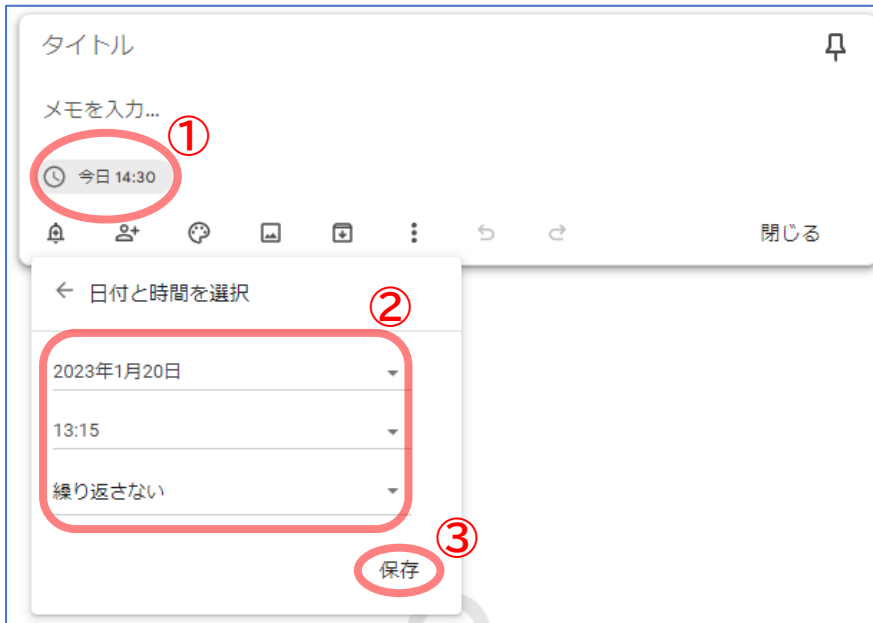 タイトル
メモを入力...
①
今日 14:30
閉じる
日付と時間を選択
②
2023年1月20日
13:15
繰り返さない
③
保存